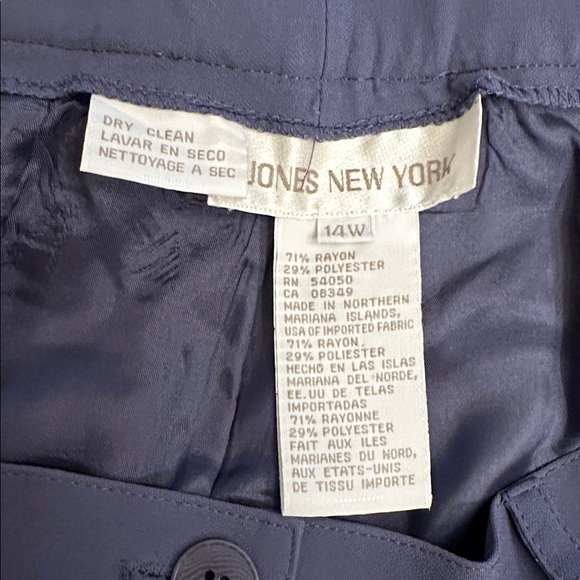 DRY CLEAN
LAVAR EN SECO
NETTOYAGE A SEC
JONES NEW YORK
14W
71% RAYON
29% POLYESTER
RN 54050
CA 08349
MADE IN NORTHERN
MARIANA ISLANDS,
USA OF IMPORTED FABRIC
71% RAYON.
29% POLIESTER
HECHO EN LAS ISLAS
MARIANA DEL NORDE,
EE.UU DE TELAS
IMPORTADAS
71% RAYONNE
29% POLYESTER
FAIT AUX ILES
MARIANES DU NORD,
AUX ETATS-UNIS
DE TISSU IMPORTE